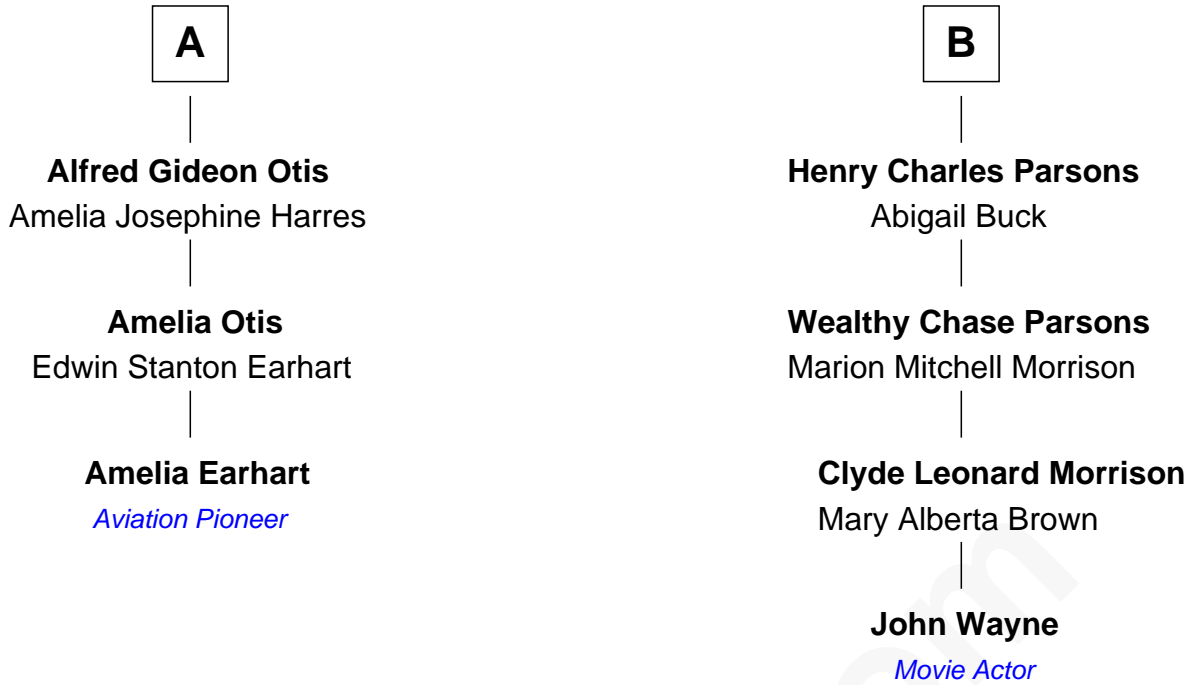 A
Alfred Gideon Otis
Amelia Josephine Harres
Amelia Otis
Edwin Stanton Earhart
Amelia Earhart
Aviation Pioneer
B
Henry Charles Parsons
Abigail Buck
Wealthy Chase Parsons
Marion Mitchell Morrison
Clyde Leonard Morrison
Mary Alberta Brown
John Wayne
Movie Actor